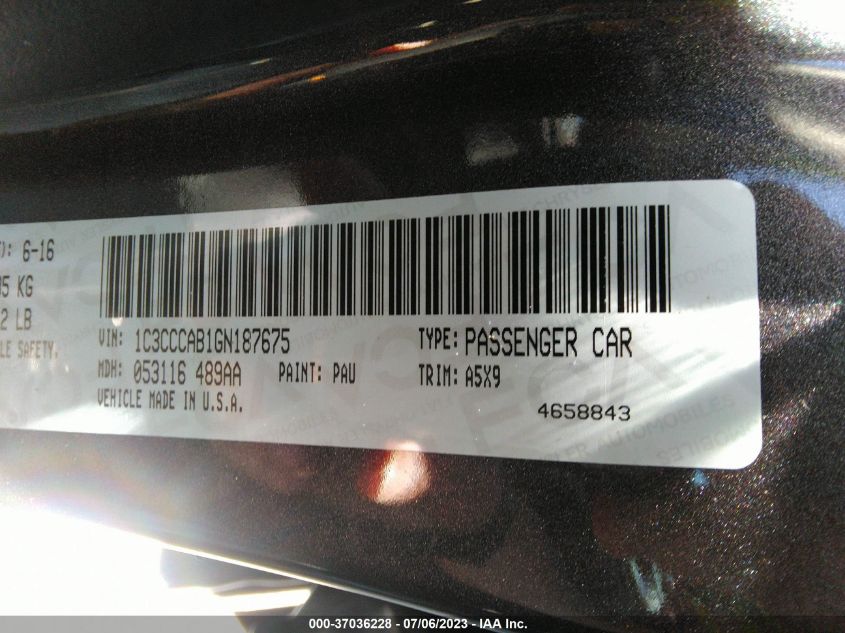 : 6-16
5 KG
2 LB
LE SAFETY.
VIN: 1C3CCCAB1GN187675
TYPE: PASSENGER CAR
MDH: 053116 489AA
PAINT: PAU
TRIM: A5X9
VEHICLE MADE IN U.S.A.
4658843
000-37036228 - 07/06/2023 - IAA Inc.